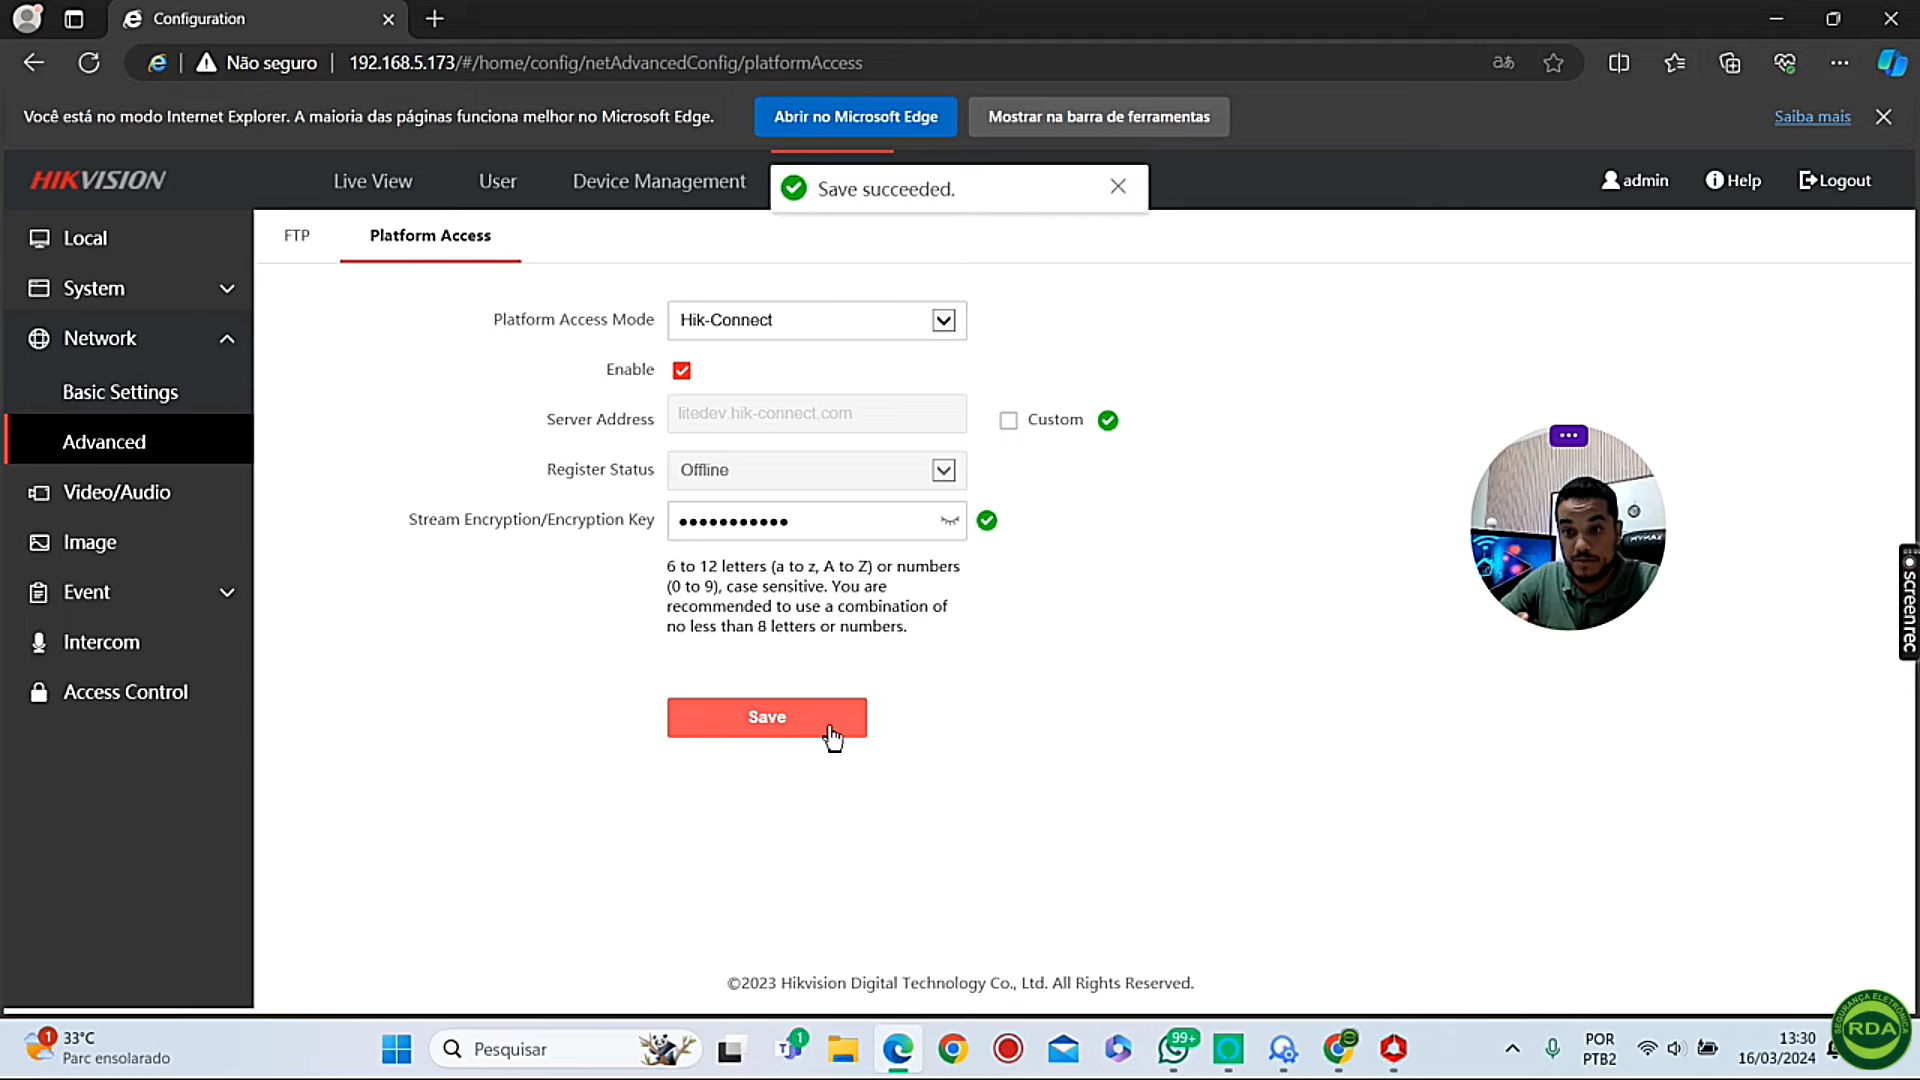 Configuration
Não seguro
192.168.5.173/#/home/config/netAdvancedConfig/platformAccess
aあ
Você está no modo Internet Explorer. A maioria das páginas funciona melhor no Microsoft Edge.
Abrir no Microsoft Edge
Mostrar na barra de ferramentas
Saiba mais
HIKVISION
Live View
User
Device Management
Save succeeded.
admin
Help
Logout
Local
System
Network
Basic Settings
Advanced
Video/Audio
Image
Event
Intercom
Access Control
FTP
Platform Access
Platform Access Mode
Hik-Connect
Enable
Server Address
litedev.hik-connect.com
Custom
Register Status
Offline
Stream Encryption/Encryption Key
6 to 12 letters (a to z, A to Z) or numbers
(0 to 9), case sensitive. You are
recommended to use a combination of
no less than 8 letters or numbers.
Save
MYMAX
screenrec
©2023 Hikvision Digital Technology Co., Ltd. All Rights Reserved.
1
33°C
Parc ensolarado
Pesquisar
1
99+
POR
PTB2
13:30
16/03/2024
SEGURANÇA ELETRÔNICA
RDA